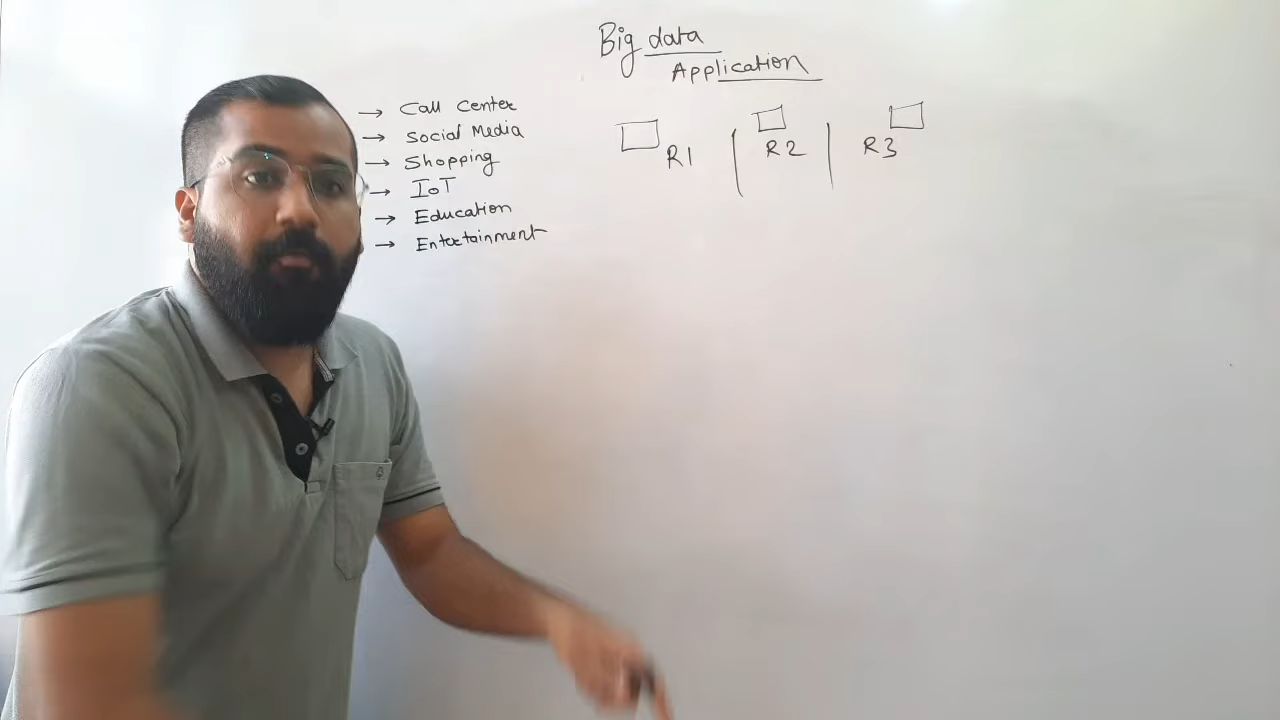 Big data
Application
→ Call Center
→ Social Media
→ Shopping
→ IoT
→ Education
→ Entertainment
R1 | R2 | R3